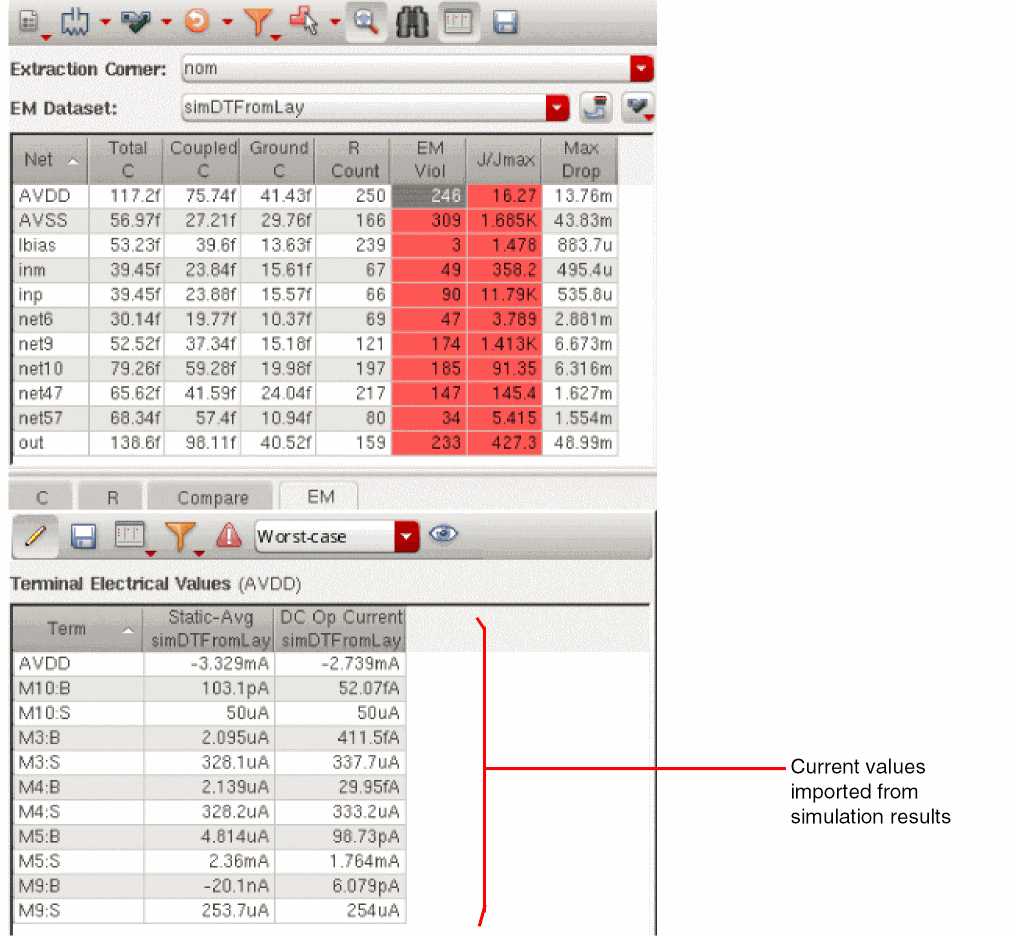 Extraction Corner: nom
EM Dataset: simDTFromLay
Net Total C Coupled C Ground C R Count EM Viol J/Jmax Max Drop
AVDD 117.2f 75.74f 41.43f 250 246 16.27 13.76m
AVSS 56.97f 27.21f 29.76f 166 309 1.685K 43.83m
Ibias 53.23f 39.6f 13.63f 239 3 1.478 883.7u
inm 39.45f 23.84f 15.61f 67 49 358.2 495.4u
inp 39.45f 23.88f 15.57f 66 90 11.79K 535.8u
net6 30.14f 19.77f 10.37f 69 47 3.789 2.881m
net9 52.52f 37.34f 15.18f 121 174 1.413K 6.673m
net10 79.26f 59.28f 19.98f 197 185 91.35 6.316m
net47 65.62f 41.59f 24.04f 217 147 145.4 1.627m
net57 68.34f 57.4f 10.94f 80 34 5.415 1.554m
out 138.6f 98.11f 40.52f 159 233 427.3 48.99m
C R Compare EM
Worst-case
Terminal Electrical Values (AVDD)
Term Static-Avg simDTFromLay DC Op Current simDTFromLay
AVDD -3.329mA -2.739mA
M10:B 103.1pA 52.07fA
M10:S 50uA 50uA
M3:B 2.095uA 411.5fA
M3:S 328.1uA 337.7uA
M4:B 2.139uA 29.95fA
M4:S 328.2uA 333.2uA
M5:B 4.814uA 98.73pA
M5:S 2.36mA 1.764mA
M9:B -20.1nA 6.079pA
M9:S 253.7uA 254uA
Current values
imported from
simulation results